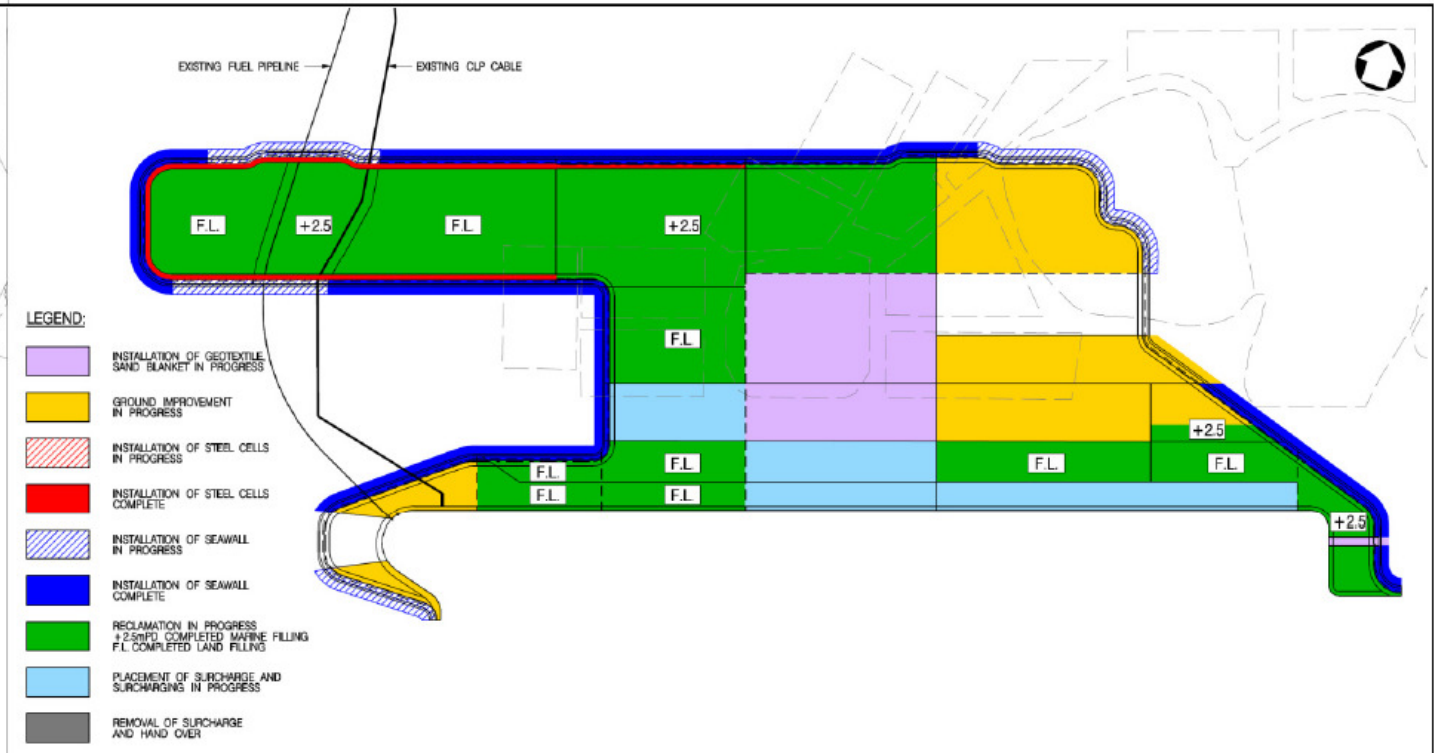 EXISTING FUEL PIPELINE
EXISTING CLP CABLE
F.L.
+2.5
F.L.
+2.5
F.L.
+2.5
F.L.
F.L.
F.L.
F.L.
F.L.
F.L.
+2.5
LEGEND:
INSTALLATION OF GEOTEXTILE,
SAND BLANKET IN PROGRESS
GROUND IMPROVEMENT
IN PROGRESS
INSTALLATION OF STEEL CELLS
IN PROGRESS
INSTALLATION OF STEEL CELLS
COMPLETE
INSTALLATION OF SEAWALL
IN PROGRESS
INSTALLATION OF SEAWALL
COMPLETE
RECLAMATION IN PROGRESS
+2.5mPD COMPLETED MARINE FILLING
F.L. COMPLETED LAND FILLING
PLACEMENT OF SURCHARGE AND
SURCHARGING IN PROGRESS
REMOVAL OF SURCHARGE
AND HAND OVER